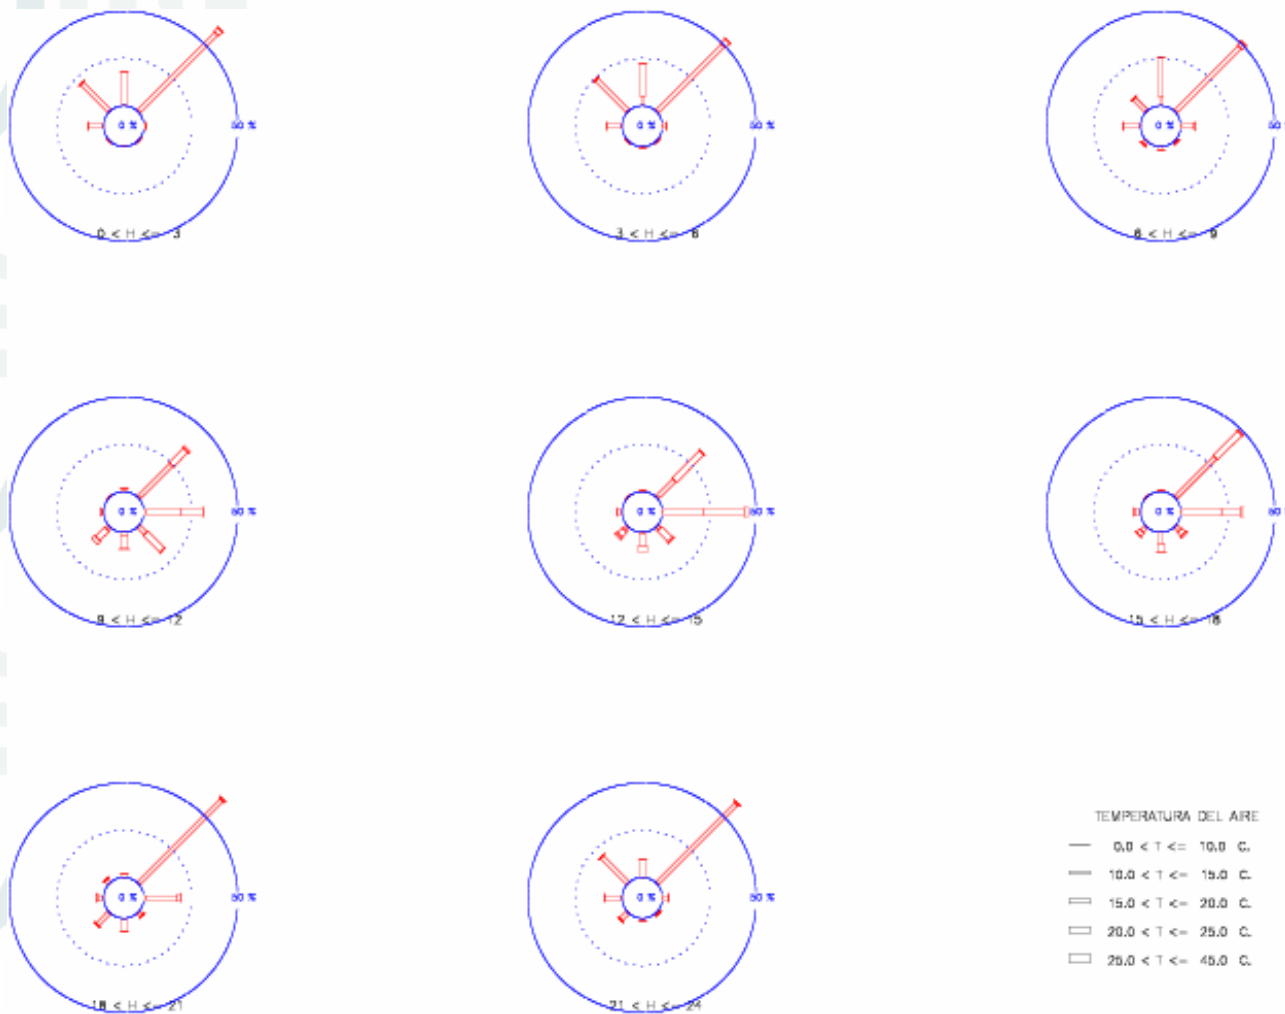 0 %
50 %
0 < H <= 3
0 %
50 %
3 < H <= 6
0 %
50
6 < H <= 9
0 %
50 %
9 < H <= 12
0 %
50 %
12 < H <= 15
0 %
50
15 < H <= 18
0 %
50 %
18 < H <= 21
0 %
50 %
21 < H <= 24
TEMPERATURA DEL AIRE
0.0 < T <= 10.0 C.
10.0 < T <= 15.0 C.
15.0 < T <= 20.0 C.
20.0 < T <= 25.0 C.
25.0 < T <= 45.0 C.